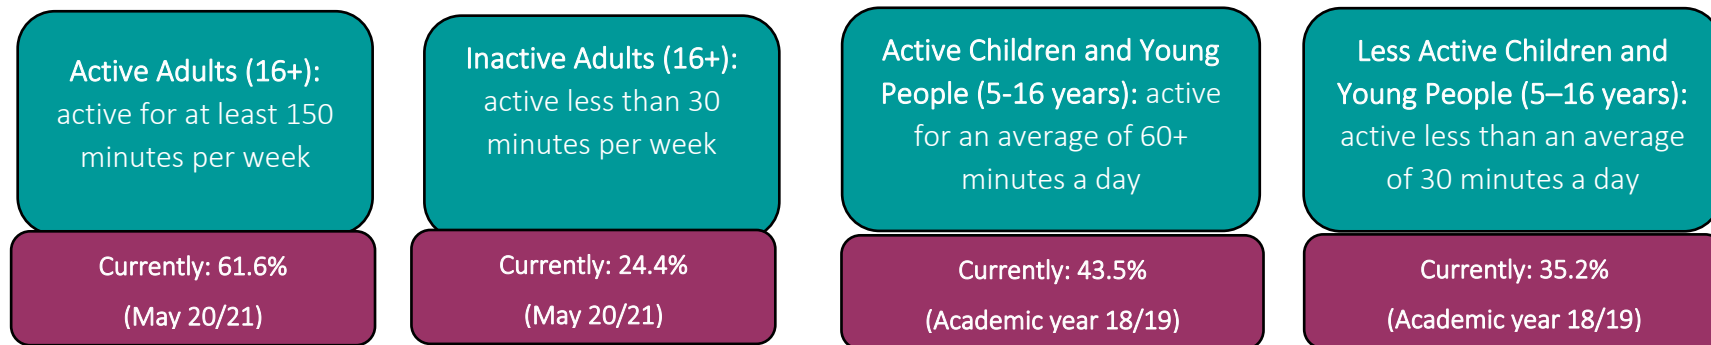 Active Adults (16+):
active for at least 150
minutes per week
Currently: 61.6%
(May 20/21)
Inactive Adults (16+):
active less than 30
minutes per week
Currently: 24.4%
(May 20/21)
Active Children and Young
People (5-16 years): active
for an average of 60+
minutes a day
Currently: 43.5%
(Academic year 18/19)
Less Active Children and
Young People (5–16 years):
active less than an average
of 30 minutes a day
Currently: 35.2%
(Academic year 18/19)